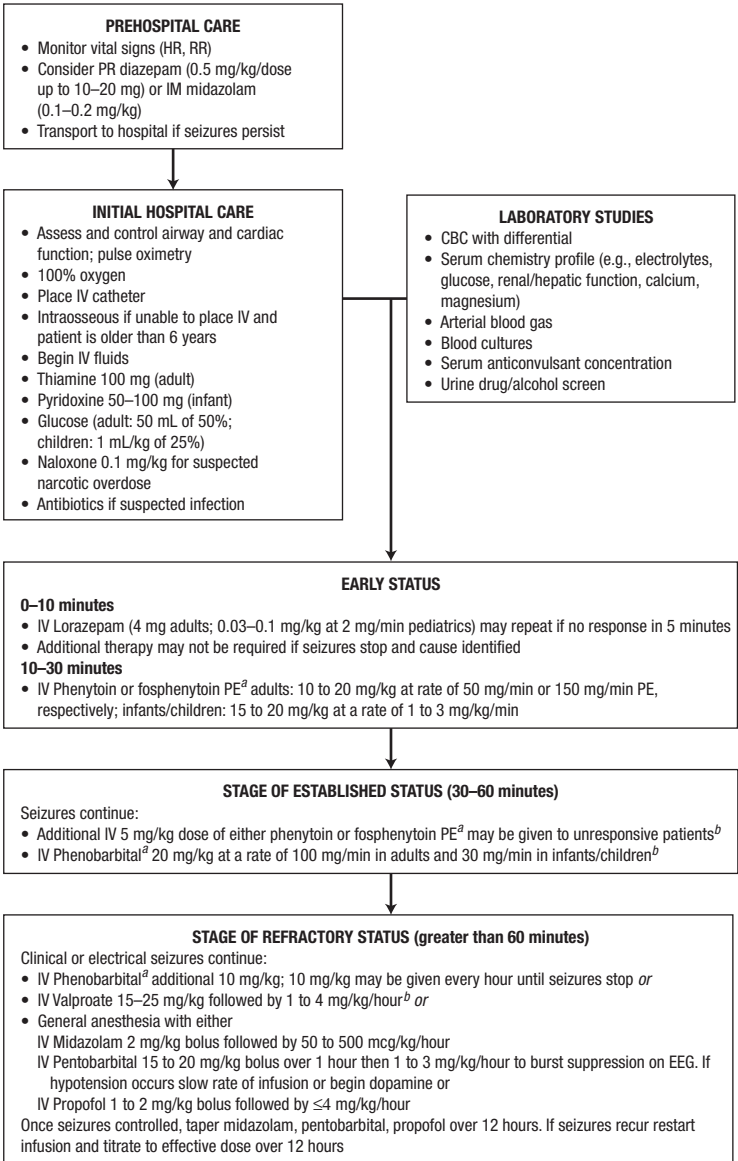 PREHOSPITAL CARE
• Monitor vital signs (HR, RR)
• Consider PR diazepam (0.5 mg/kg/dose
up to 10–20 mg) or IM midazolam
(0.1–0.2 mg/kg)
• Transport to hospital if seizures persist
INITIAL HOSPITAL CARE
• Assess and control airway and cardiac
function; pulse oximetry
• 100% oxygen
• Place IV catheter
• Intraosseous if unable to place IV and
patient is older than 6 years
• Begin IV fluids
• Thiamine 100 mg (adult)
• Pyridoxine 50–100 mg (infant)
• Glucose (adult: 50 mL of 50%;
children: 1 mL/kg of 25%)
• Naloxone 0.1 mg/kg for suspected
narcotic overdose
• Antibiotics if suspected infection
LABORATORY STUDIES
• CBC with differential
• Serum chemistry profile (e.g., electrolytes,
glucose, renal/hepatic function, calcium,
magnesium)
• Arterial blood gas
• Blood cultures
• Serum anticonvulsant concentration
• Urine drug/alcohol screen
EARLY STATUS
0–10 minutes
• IV Lorazepam (4 mg adults; 0.03–0.1 mg/kg at 2 mg/min pediatrics) may repeat if no response in 5 minutes
• Additional therapy may not be required if seizures stop and cause identified
10–30 minutes
• IV Phenytoin or fosphenytoin PEa adults: 10 to 20 mg/kg at rate of 50 mg/min or 150 mg/min PE,
respectively; infants/children: 15 to 20 mg/kg at a rate of 1 to 3 mg/kg/min
STAGE OF ESTABLISHED STATUS (30–60 minutes)
Seizures continue:
• Additional IV 5 mg/kg dose of either phenytoin or fosphenytoin PEa may be given to unresponsive patientsb
• IV Phenobarbitala 20 mg/kg at a rate of 100 mg/min in adults and 30 mg/min in infants/childrenb
STAGE OF REFRACTORY STATUS (greater than 60 minutes)
Clinical or electrical seizures continue:
• IV Phenobarbitala additional 10 mg/kg; 10 mg/kg may be given every hour until seizures stop or
• IV Valproate 15–25 mg/kg followed by 1 to 4 mg/kg/hourb or
• General anesthesia with either
IV Midazolam 2 mg/kg bolus followed by 50 to 500 mcg/kg/hour
IV Pentobarbital 15 to 20 mg/kg bolus over 1 hour then 1 to 3 mg/kg/hour to burst suppression on EEG. If
hypotension occurs slow rate of infusion or begin dopamine or
IV Propofol 1 to 2 mg/kg bolus followed by ≤4 mg/kg/hour
Once seizures controlled, taper midazolam, pentobarbital, propofol over 12 hours. If seizures recur restart
infusion and titrate to effective dose over 12 hours